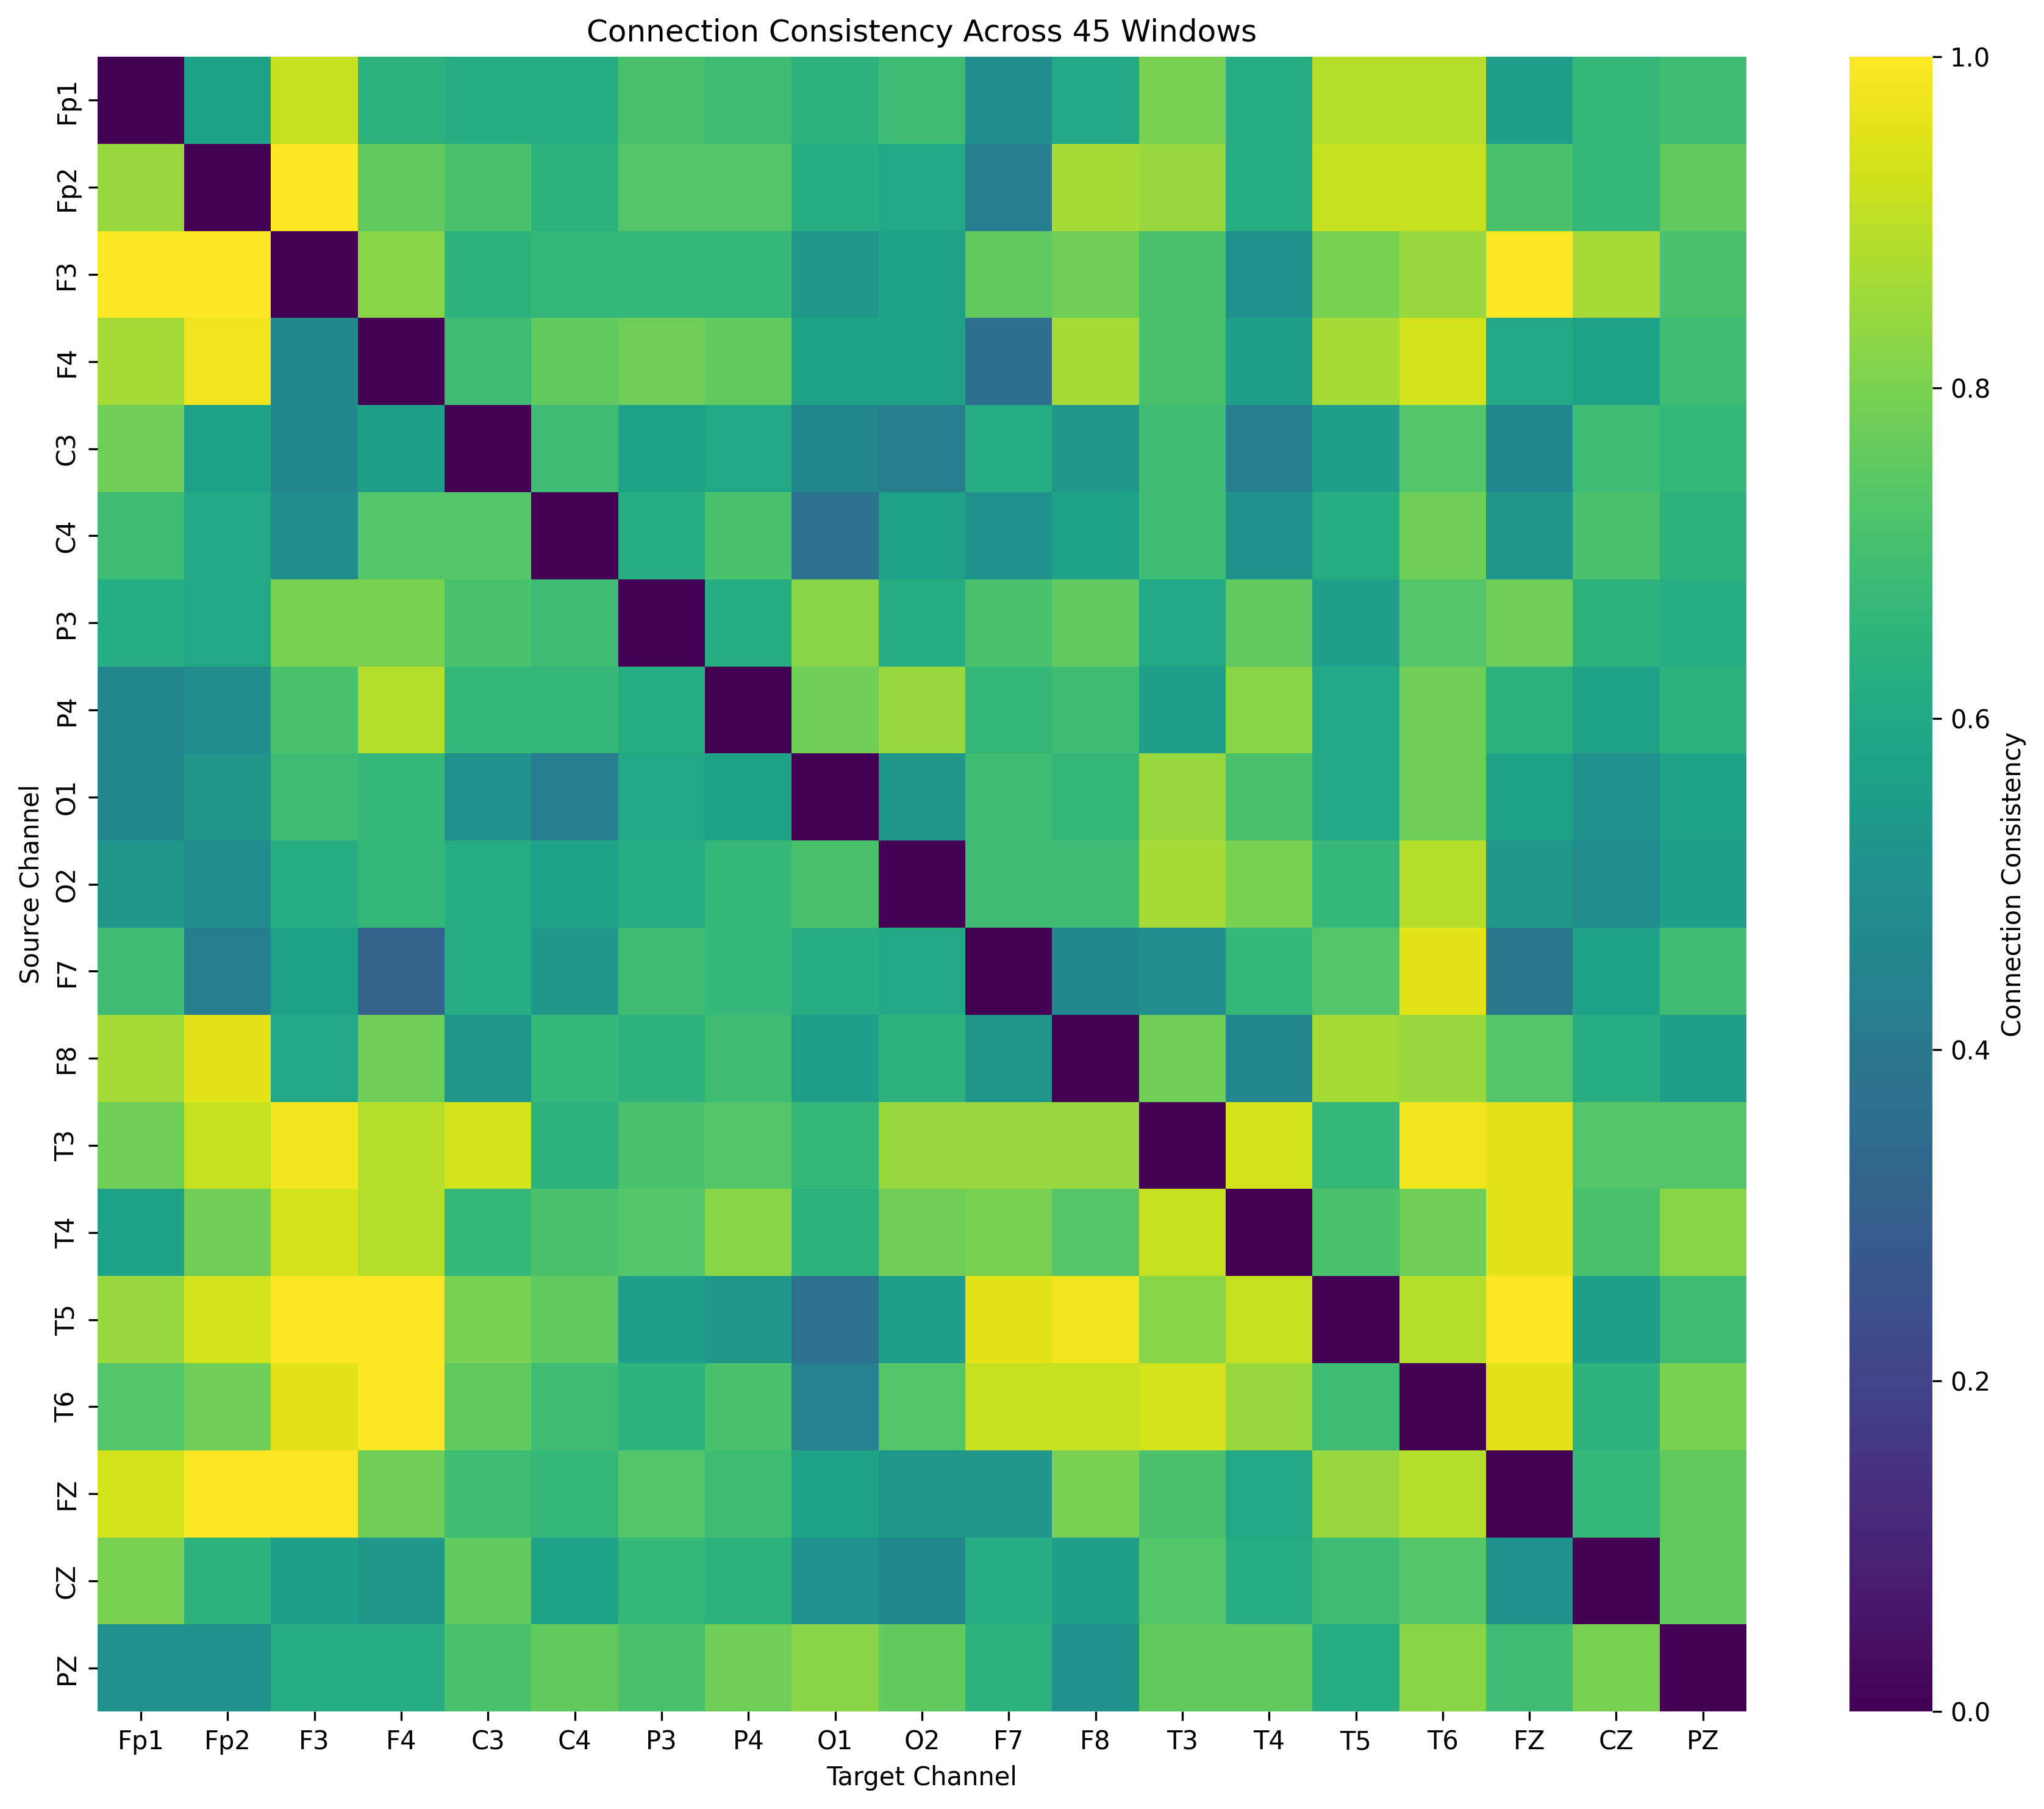 Connection Consistency Across 45 Windows
Source Channel
Fp1
Fp2
F3
F4
C3
C4
P3
P4
O1
O2
F7
F8
T3
T4
T5
T6
FZ
CZ
PZ
Fp1 Fp2 F3 F4 C3 C4 P3 P4 O1 O2 F7 F8 T3 T4 T5 T6 FZ CZ PZ
Target Channel
1.0
0.8
0.6
0.4
0.2
0.0
Connection Consistency